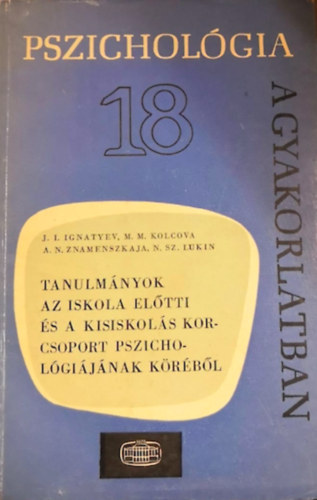 PSZICHOLÓGIA
A GYAKORLATBAN
18
J. I. IGNATYEV, M. M. KOLCOVA
A. N. ZNAMENSZKAJA, N. SZ. LUKIN
TANULMÁNYOK
AZ ISKOLA ELŐTTI
ÉS A KISISKOLÁS KOR-
CSOPORT PSZICHO-
LÓGIÁJÁNAK KÖRÉBŐL